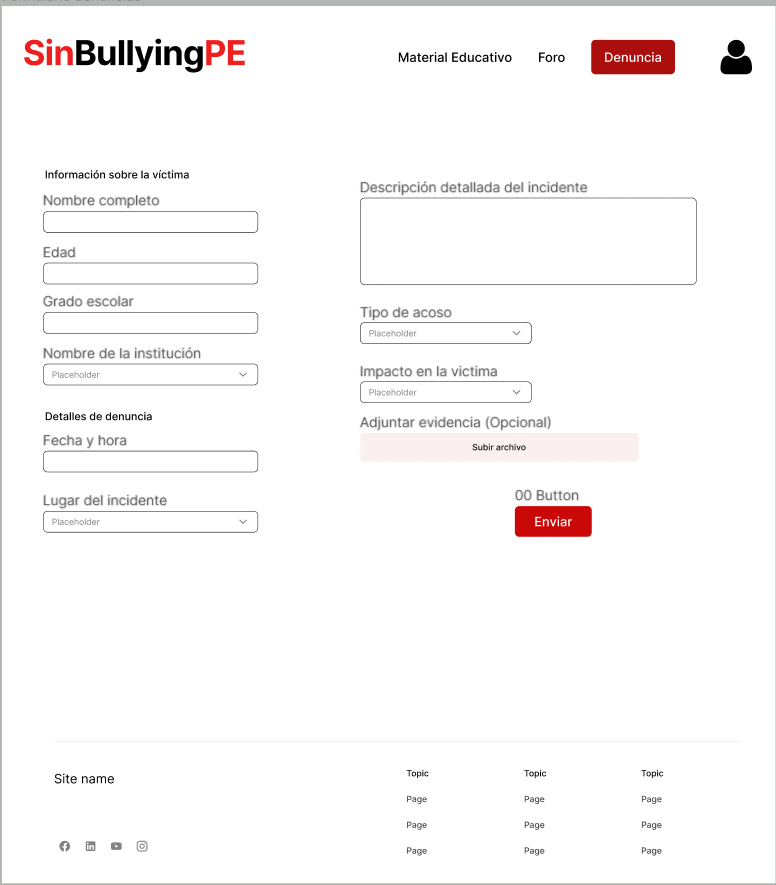 SinBullyingPE
Material Educativo
Foro
Denuncia
Información sobre la víctima
Nombre completo
Edad
Grado escolar
Nombre de la institución
Placeholder
Detalles de denuncia
Fecha y hora
Lugar del incidente
Placeholder
Descripción detallada del incidente
Tipo de acoso
Placeholder
Impacto en la victima
Placeholder
Adjuntar evidencia (Opcional)
Subir archivo
00 Button
Enviar
Site name
Topic
Page
Page
Page
Topic
Page
Page
Page
Topic
Page
Page
Page